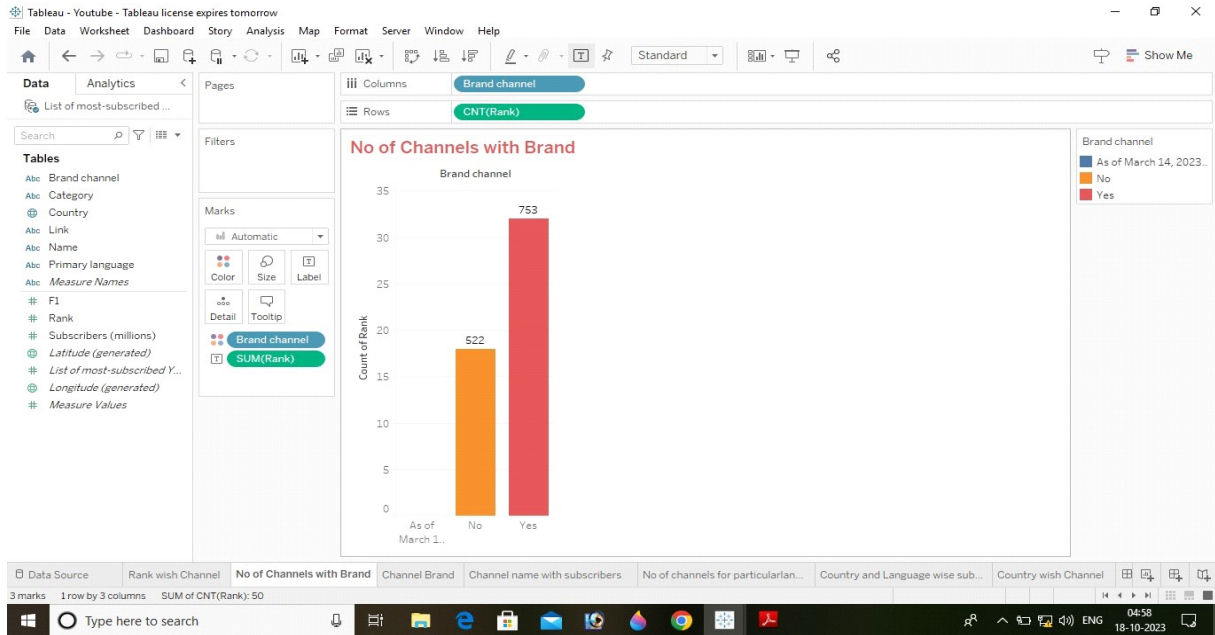 Tableau - Youtube - Tableau license expires tomorrow
File Data Worksheet Dashboard Story Analysis Map Format Server Window Help
Standard
Show Me
Data Analytics
List of most-subscribed ...
Search
Tables
Abc Brand channel
Abc Category
Country
Abc Link
Abc Name
Abc Primary language
Abc Measure Names
# F1
# Rank
# Subscribers (millions)
Latitude (generated)
# List of most-subscribed Y...
Longitude (generated)
# Measure Values
Pages
Filters
Marks
Automatic
Color Size Label
Detail Tooltip
Brand channel
SUM(Rank)
Columns Brand channel
Rows CNT(Rank)
No of Channels with Brand
Brand channel
Count of Rank
35
30
25
20
15
10
5
0
753
522
As of
March 1..
No
Yes
Brand channel
As of March 14, 2023..
No
Yes
Data Source Rank wish Channel No of Channels with Brand Channel Brand Channel name with subscribers No of channels for particularlan... Country and Language wise sub... Country wish Channel
3 marks 1 row by 3 columns SUM of CNT(Rank): 50
Type here to search
ENG
04:58
18-10-2023